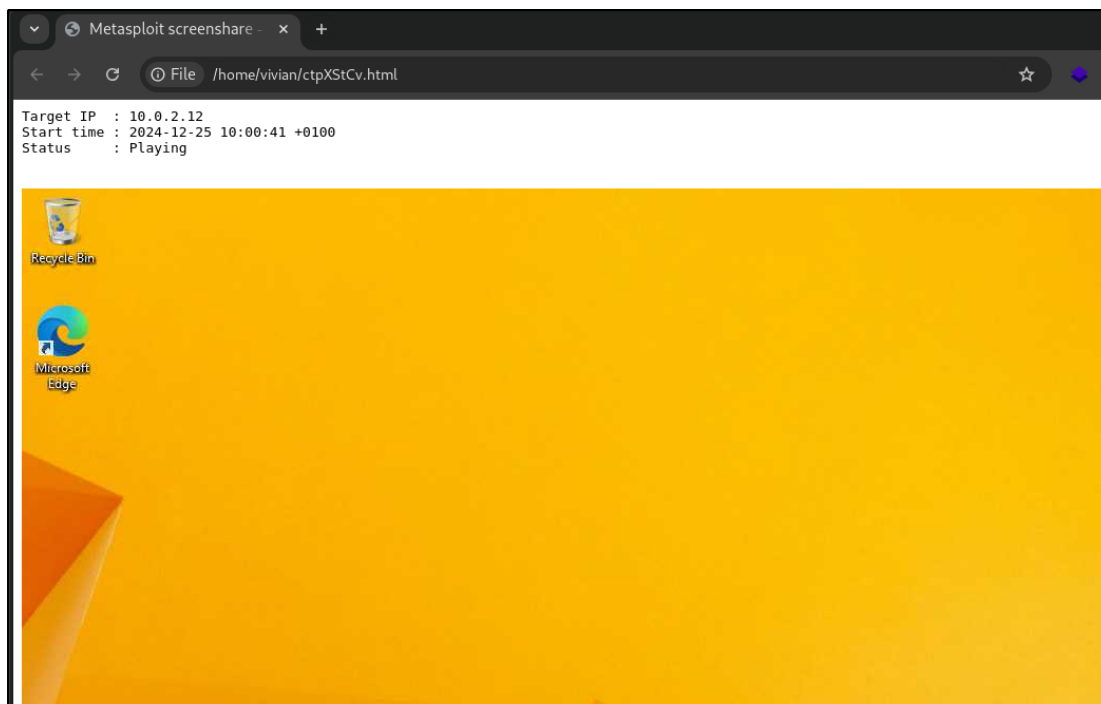 Metasploit screenshare -
File /home/vivian/ctpXStCv.html
Target IP  : 10.0.2.12
Start time : 2024-12-25 10:00:41 +0100
Status     : Playing
Recycle Bin
Microsoft
Edge